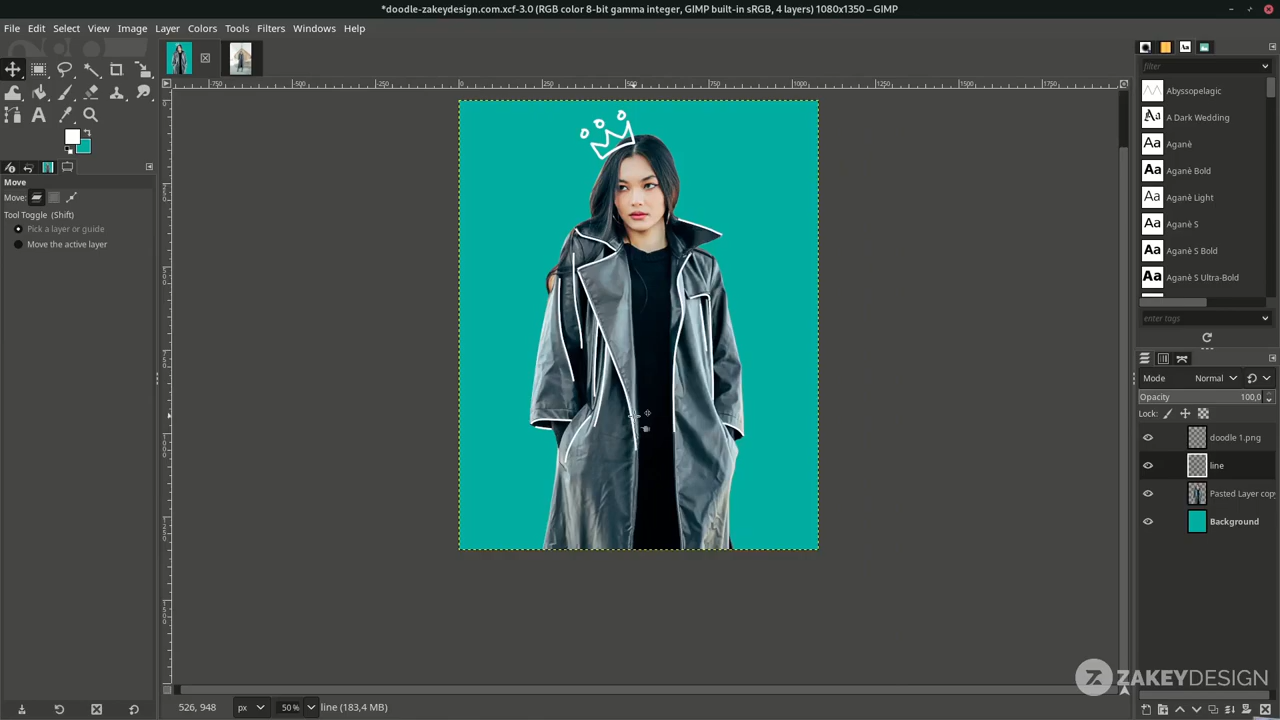 *doodle-zakeydesign.com.xcf-3.0 (RGB color 8-bit gamma integer, GIMP built-in sRGB, 4 layers) 1080x1350 – GIMP
File Edit Select View Image Layer Colors Tools Filters Windows Help
Move
Move:
Tool Toggle (Shift)
Pick a layer or guide
Move the active layer
filter
Abyssopelagic
A Dark Wedding
Aganè
Aganè Bold
Aganè Light
Aganè S
Aganè S Bold
Aganè S Ultra-Bold
enter tags
Mode Normal
Opacity 100,0
Lock:
doodle 1.png
line
Pasted Layer cop
Background
526, 948 px 50 % line (183,4 MB)
ZAKEYDESIGN